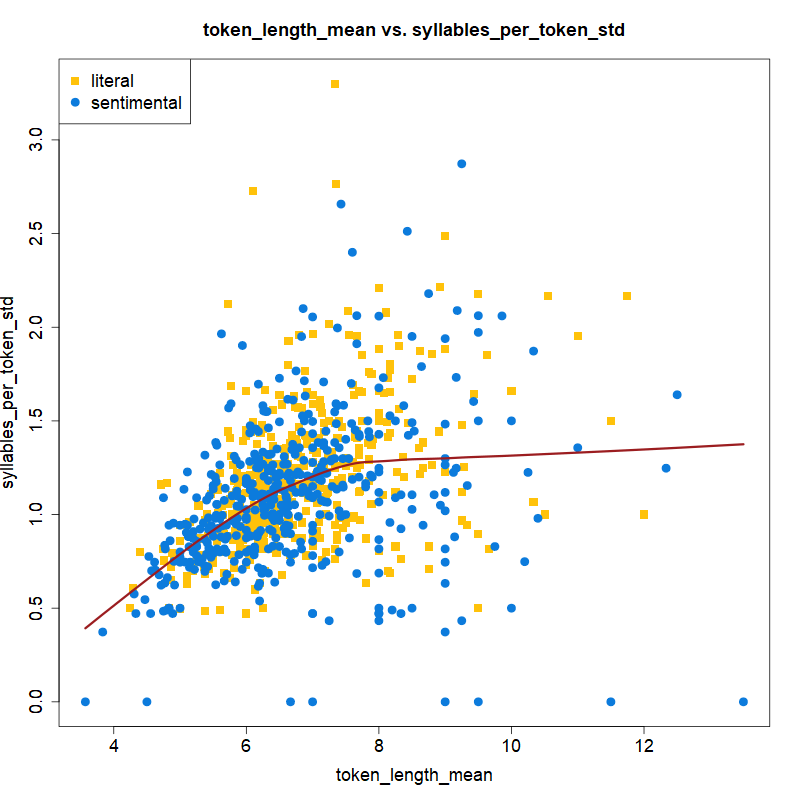 token_length_mean vs. syllables_per_token_std
literal
sentimental
syllables_per_token_std
3.0
2.5
2.0
1.5
1.0
0.5
0.0
4 6 8 10 12
token_length_mean